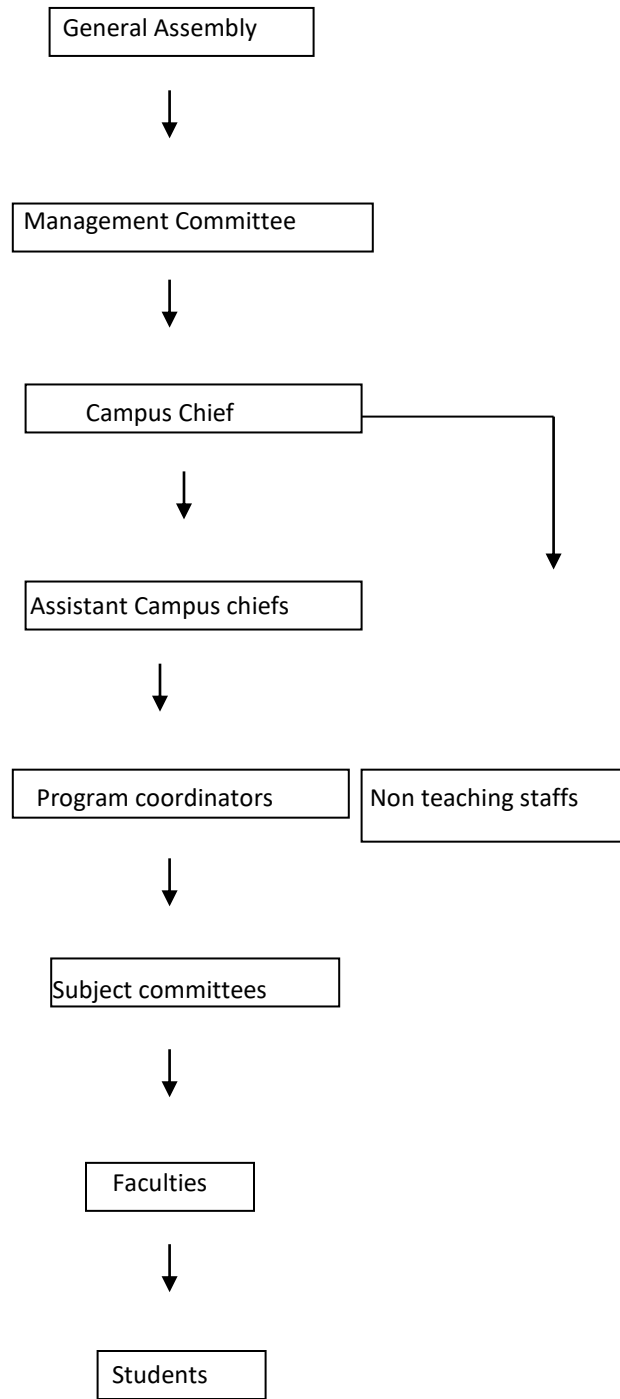 General Assembly
Management Committee
Campus Chief
Assistant Campus chiefs
Program coordinators
Non teaching staffs
Subject committees
Faculties
Students